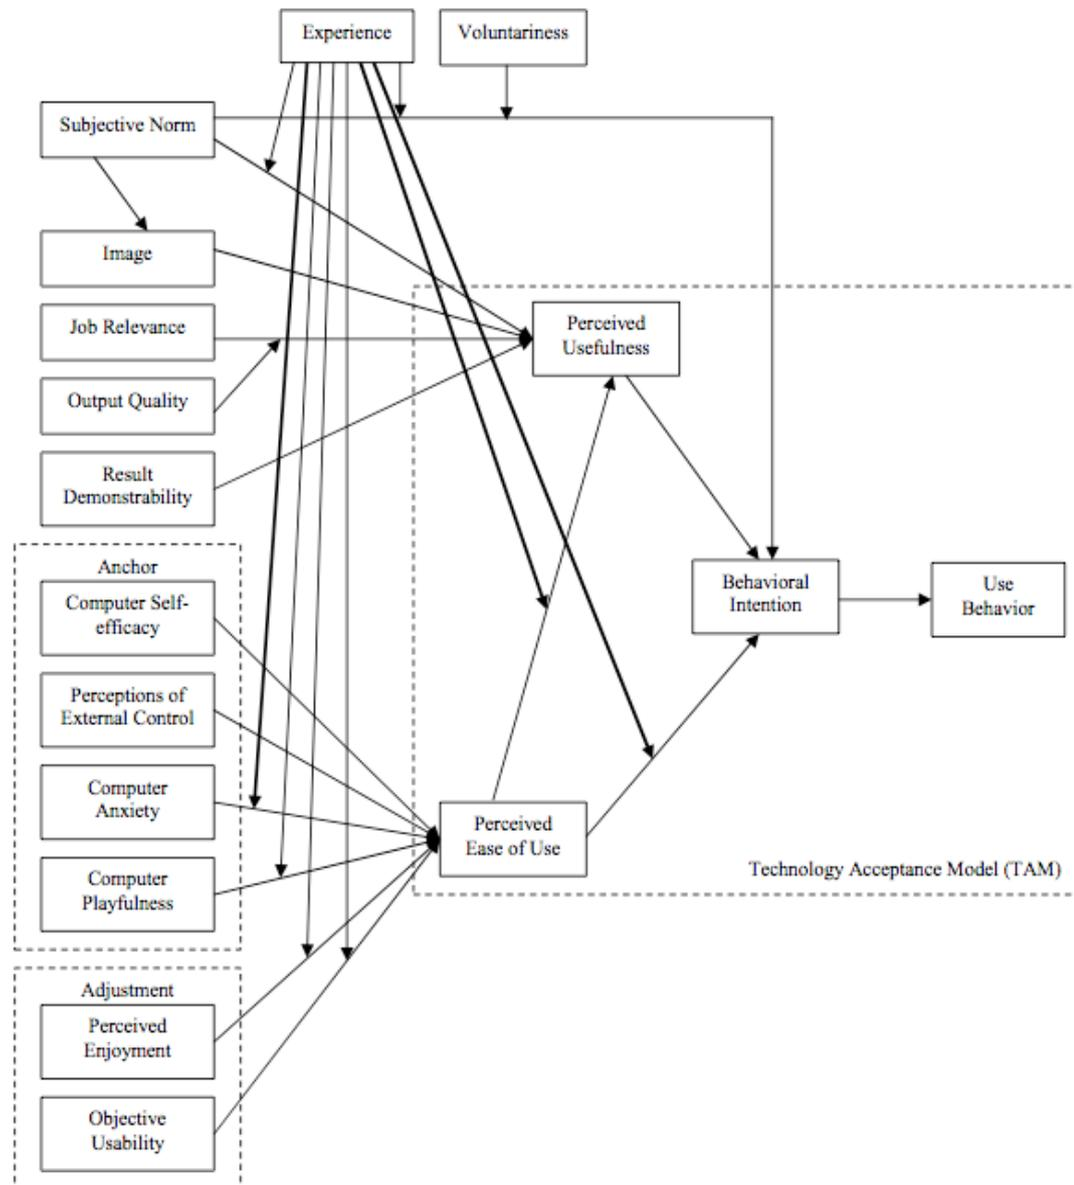 Experience
Voluntariness
Subjective Norm
Image
Job Relevance
Output Quality
Result
Demonstrability
Anchor
Computer Self-
efficacy
Perceptions of
External Control
Computer
Anxiety
Computer
Playfulness
Adjustment
Perceived
Enjoyment
Objective
Usability
Perceived
Usefulness
Perceived
Ease of Use
Behavioral
Intention
Use
Behavior
Technology Acceptance Model (TAM)